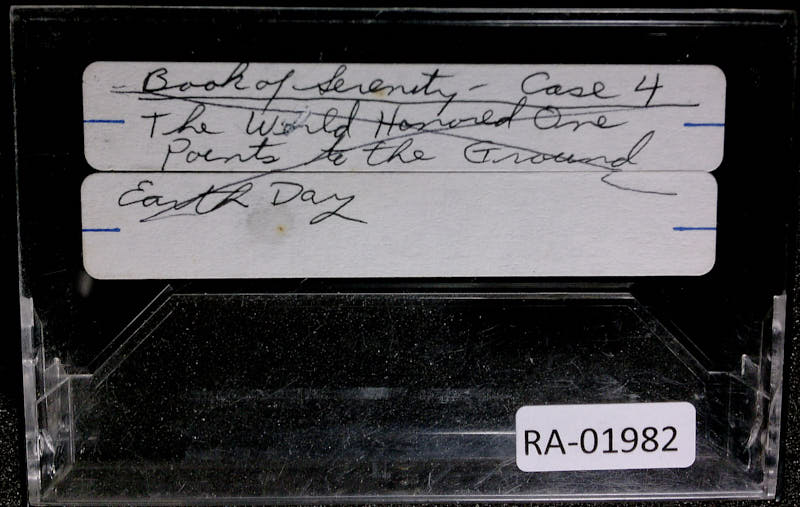 Book of Serenity - Case 4
The World Honored One
Points to the Ground
Earth Day
RA-01982